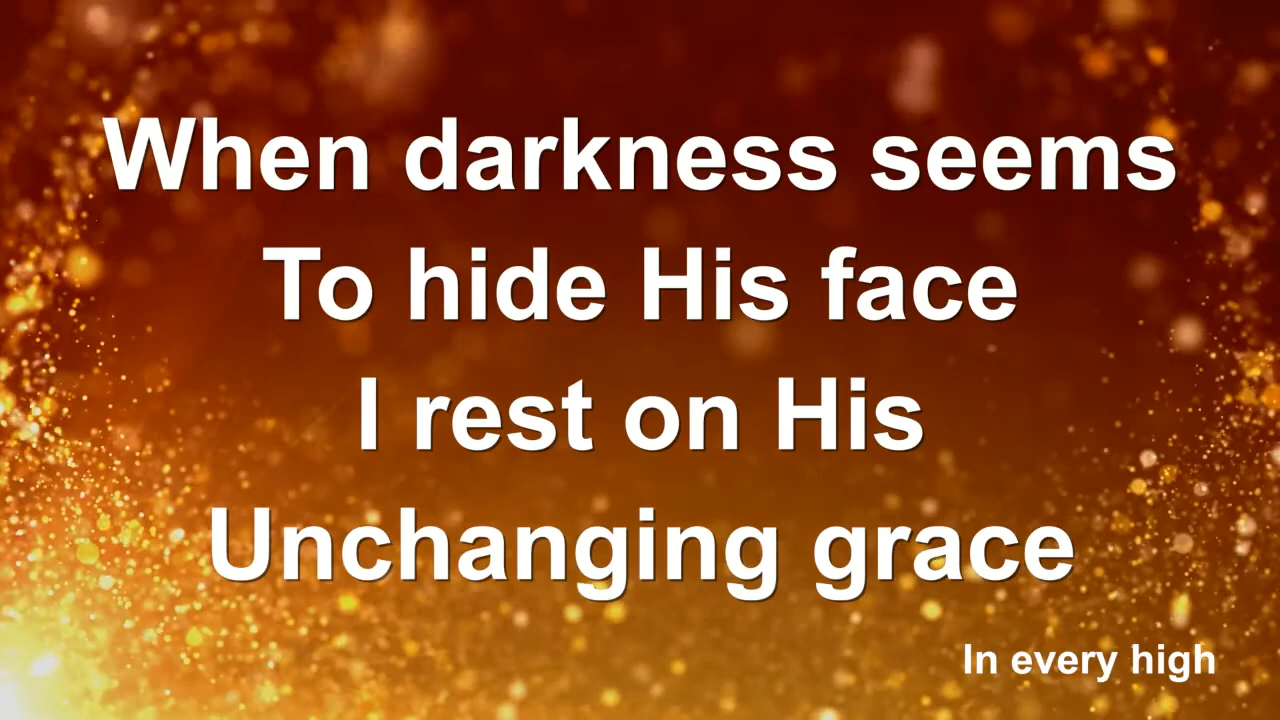 When darkness seems
To hide His face
I rest on His
Unchanging grace
In every high